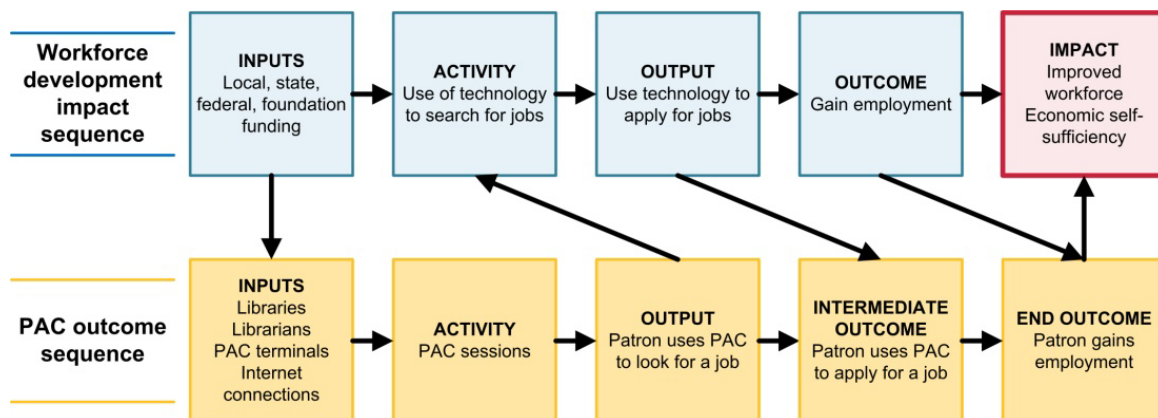 Workforce
development
impact
sequence
INPUTS
Local, state,
federal, foundation
funding
ACTIVITY
Use of technology
to search for jobs
OUTPUT
Use technology to
apply for jobs
OUTCOME
Gain employment
IMPACT
Improved
workforce
Economic self-
sufficiency
PAC outcome
sequence
INPUTS
Libraries
Librarians
PAC terminals
Internet
connections
ACTIVITY
PAC sessions
OUTPUT
Patron uses PAC
to look for a job
INTERMEDIATE
OUTCOME
Patron uses PAC
to apply for a job
END OUTCOME
Patron gains
employment